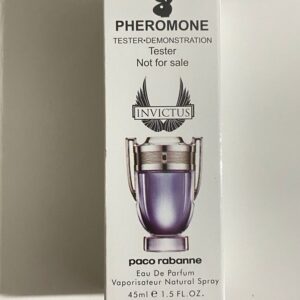 PHEROMONE
TESTER•DEMONSTRATION
Tester
Not for sale
INVICTUS
paco rabanne
Eau De Parfum
Vaporisateur Natural Spray
45ml e 1.5 FL.OZ.